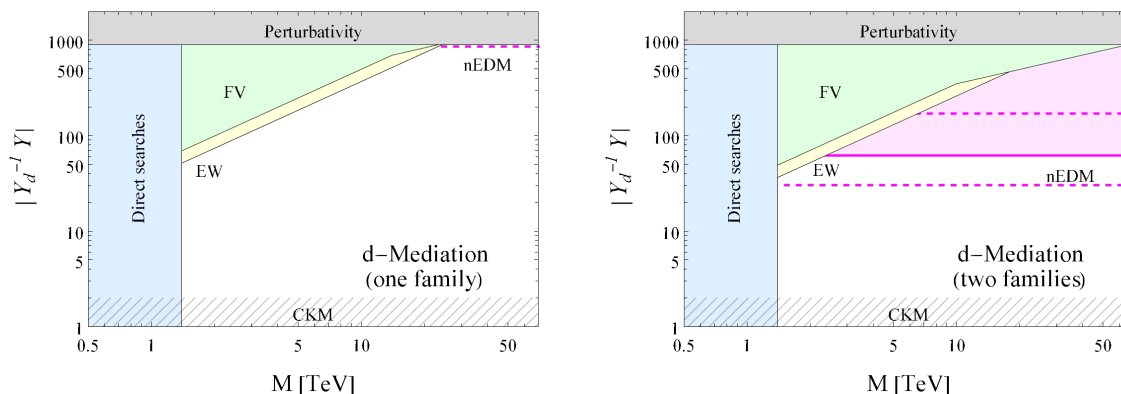 Perturbativity
1000
500
100
50
10
5
1
| Y_d^{-1} Y |
Direct searches
FV
EW
nEDM
d−Mediation
(one family)
CKM
0.5 1 5 10 50
M [TeV]
Perturbativity
1000
500
100
50
10
5
1
| Y_d^{-1} Y |
Direct searches
FV
EW
nEDM
d−Mediation
(two families)
CKM
0.5 1 5 10 50
M [TeV]